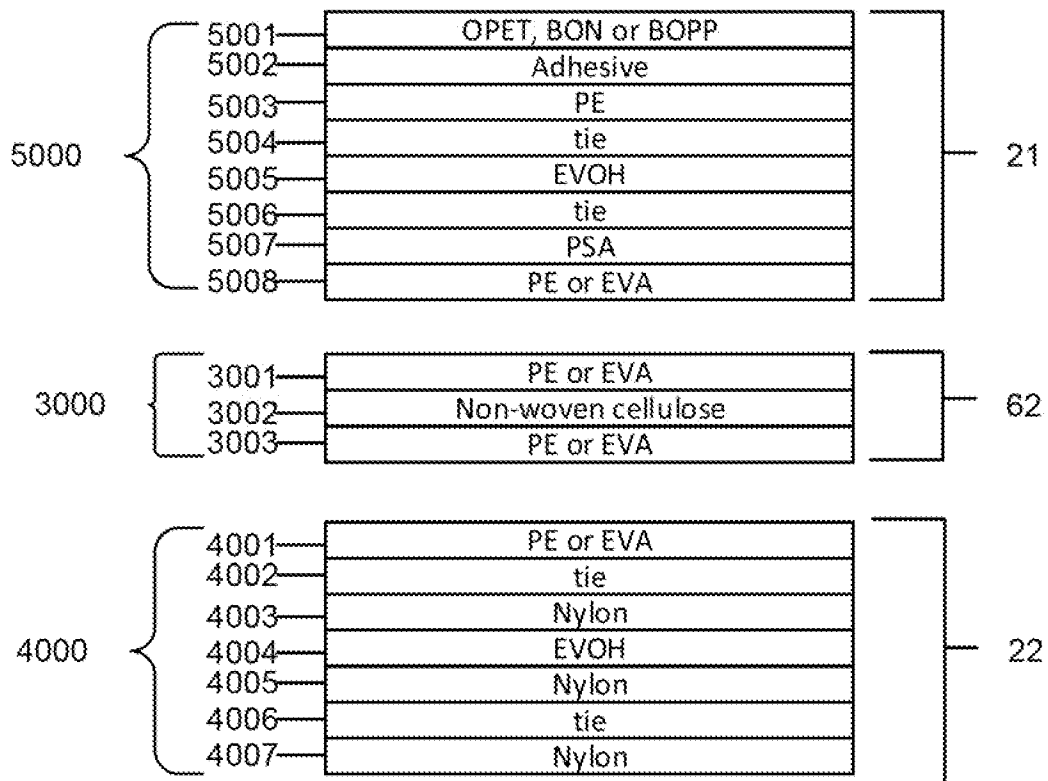 5001 OPET, BON or BOPP
5002 Adhesive
5003 PE
5004 tie
5000 5005 EVOH 21
5006 tie
5007 PSA
5008 PE or EVA
3001 PE or EVA
3000 3002 Non-woven cellulose 62
3003 PE or EVA
4001 PE or EVA
4002 tie
4003 Nylon
4000 4004 EVOH 22
4005 Nylon
4006 tie
4007 Nylon